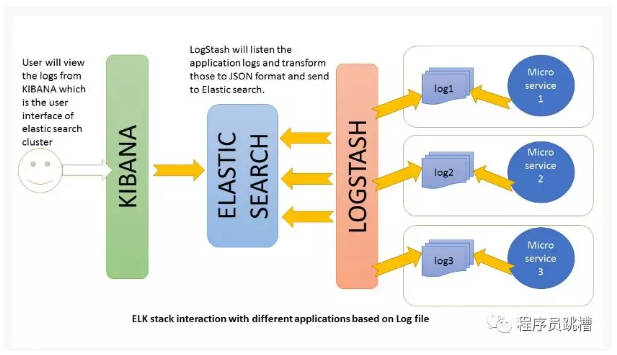 User will view
the logs from
KIBANA which
is the user
interface of
elastic search
cluster
KIBANA
LogStash will listen the
application logs and transform
those to JSON format and send
to Elastic search.
ELASTIC
SEARCH
LOGSTASH
log1
Micro
service
1
log2
Micro
service
2
log3
Micro
service
3
ELK stack interaction with different applications based on Log file
程序员跳槽